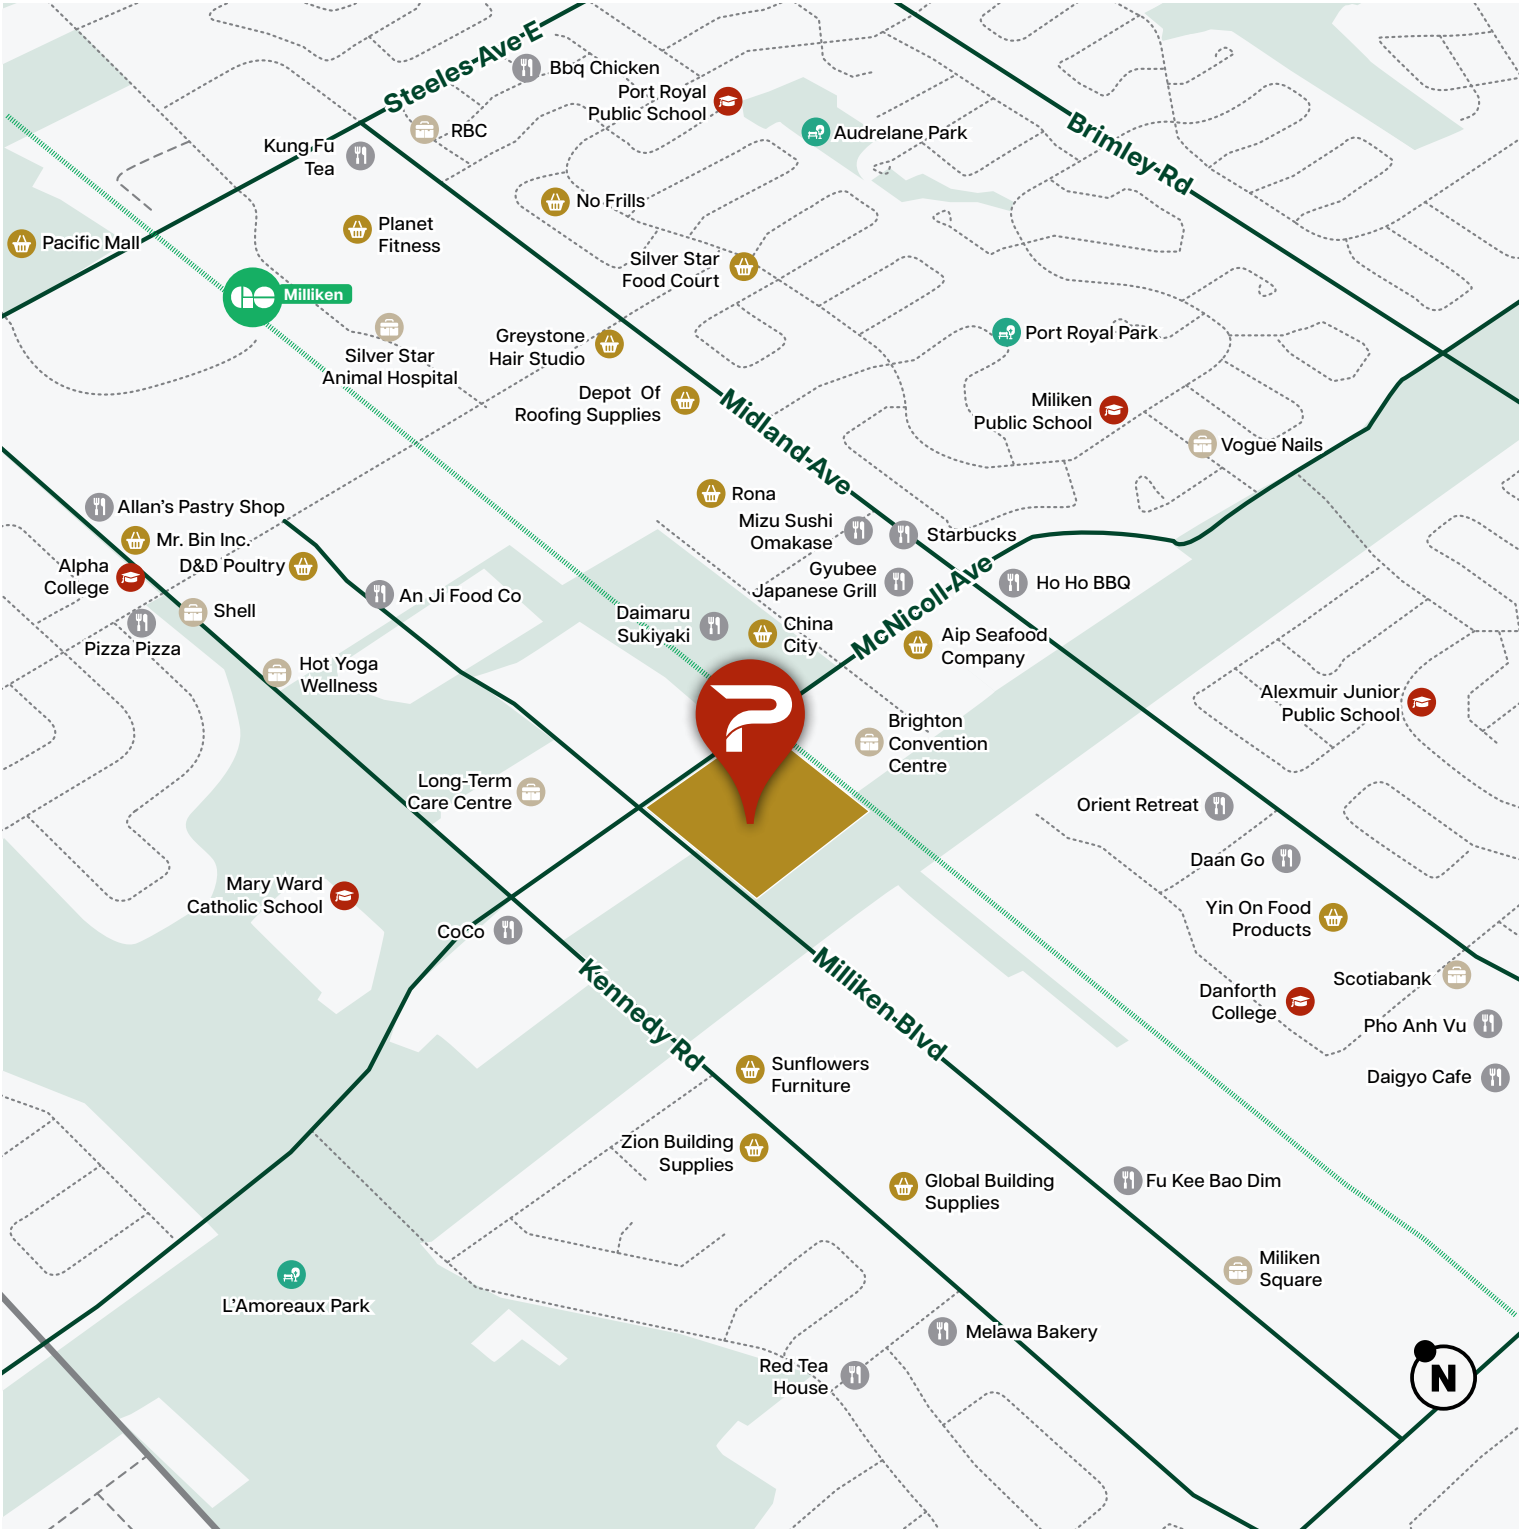 Steeles Ave E
Bbq Chicken
Port Royal
Public School
Brimley Rd
RBC
Audrelane Park
Kung Fu
Tea
No Frills
Planet
Fitness
Pacific Mall
Silver Star
Food Court
GO
Milliken
Port Royal Park
Silver Star
Animal Hospital
Greystone
Hair Studio
Depot Of
Roofing Supplies
Midland Ave
Miliken
Public School
Vogue Nails
Rona
Allan's Pastry Shop
Mizu Sushi
Omakase
Starbucks
Mr. Bin Inc.
Alpha
College
D&D Poultry
Gyubee
Japanese Grill
McNicoll Ave
Ho Ho BBQ
An Ji Food Co
Shell
Pizza Pizza
Daimaru
Sukiyaki
China
City
Aip Seafood
Company
Hot Yoga
Wellness
Alexmuir Junior
Public School
P
Brighton
Convention
Centre
Long-Term
Care Centre
Orient Retreat
Daan Go
Mary Ward
Catholic School
Yin On Food
Products
CoCo
Kennedy Rd
Milliken Blvd
Scotiabank
Danforth
College
Pho Anh Vu
Daigyo Cafe
Sunflowers
Furniture
Zion Building
Supplies
Global Building
Supplies
Fu Kee Bao Dim
Miliken
Square
L'Amoreaux Park
Melawa Bakery
Red Tea
House
N